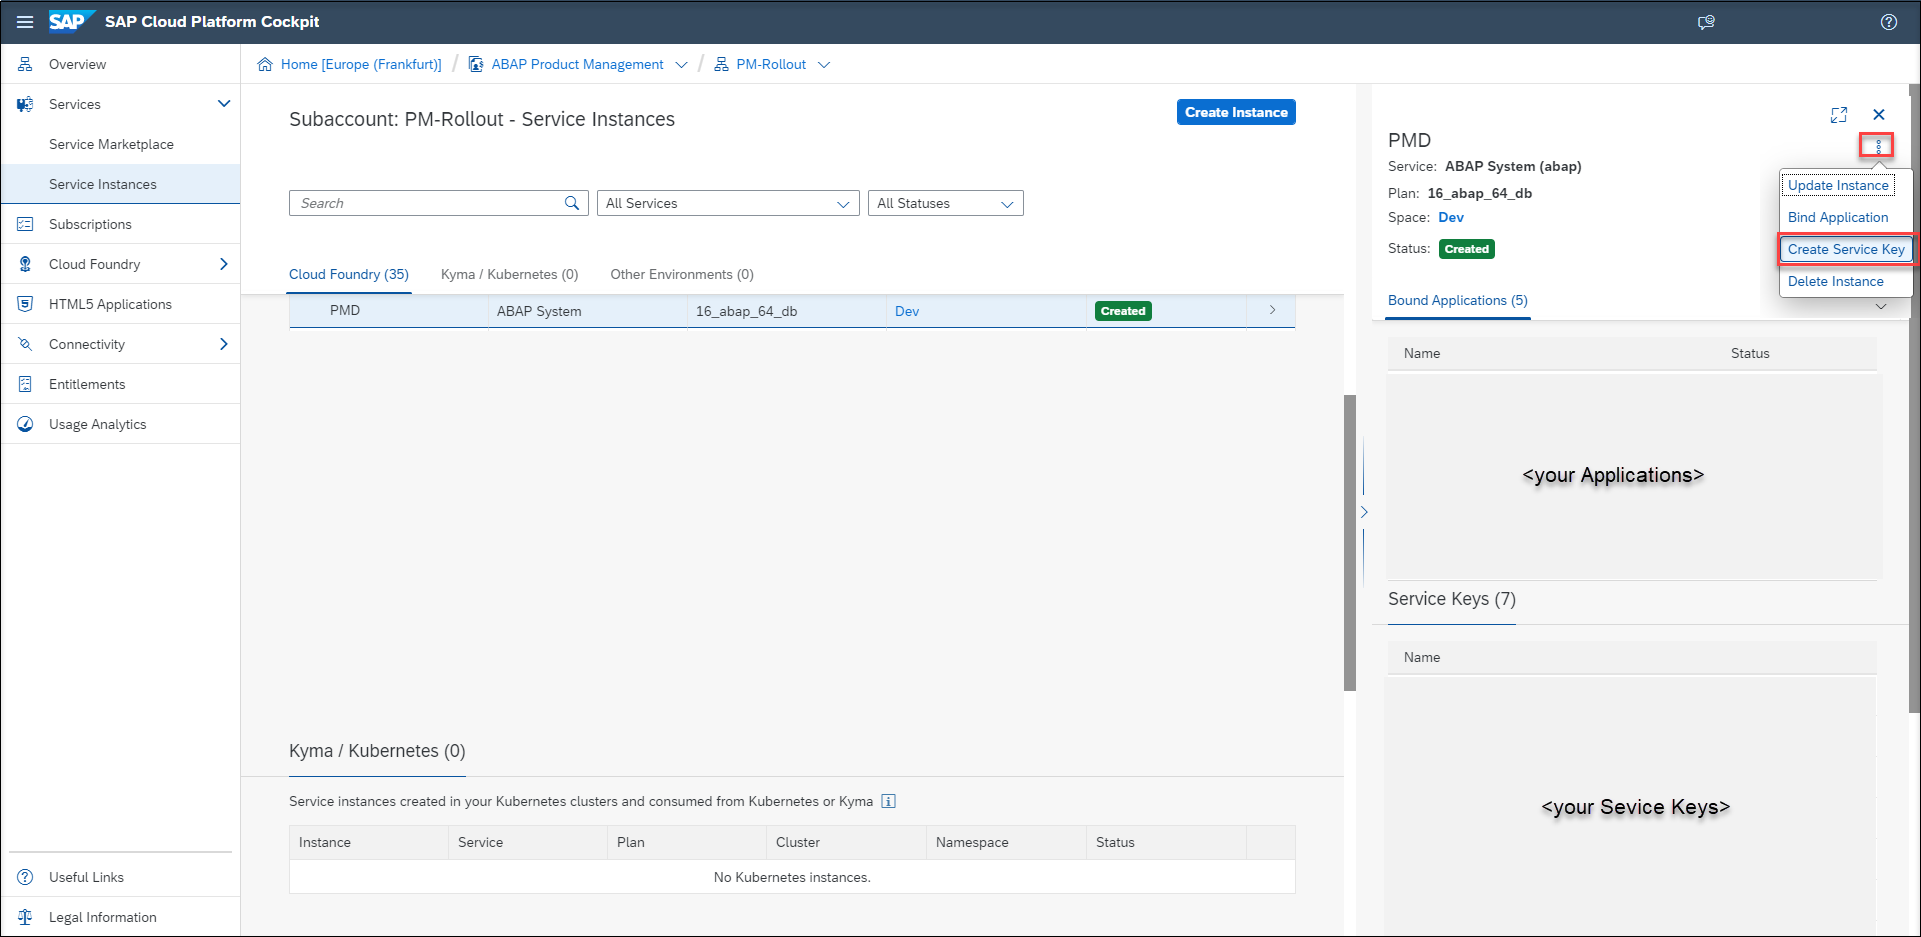 SAP SAP Cloud Platform Cockpit
Overview
Services
Service Marketplace
Service Instances
Subscriptions
Cloud Foundry
HTML5 Applications
Connectivity
Entitlements
Usage Analytics
Useful Links
Legal Information
Home [Europe (Frankfurt)] / ABAP Product Management / PM-Rollout
Subaccount: PM-Rollout - Service Instances
Create Instance
Search
All Services
All Statuses
Cloud Foundry (35) Kyma / Kubernetes (0) Other Environments (0)
PMD ABAP System 16_abap_64_db Dev Created
Kyma / Kubernetes (0)
Service instances created in your Kubernetes clusters and consumed from Kubernetes or Kyma
Instance Service Plan Cluster Namespace Status
No Kubernetes instances.
PMD
Service: ABAP System (abap)
Plan: 16_abap_64_db
Space: Dev
Status: Created
Update Instance
Bind Application
Create Service Key
Delete Instance
Bound Applications (5)
Name Status
<your Applications>
Service Keys (7)
Name
<your Sevice Keys>